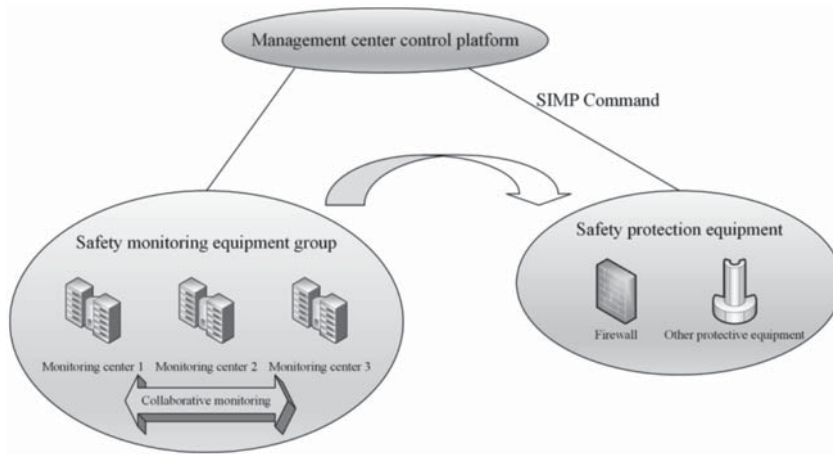 Management center control platform
SIMP Command
Safety monitoring equipment group
Monitoring center 1
Monitoring center 2
Monitoring center 3
Collaborative monitoring
Safety protection equipment
Firewall
Other protective equipment